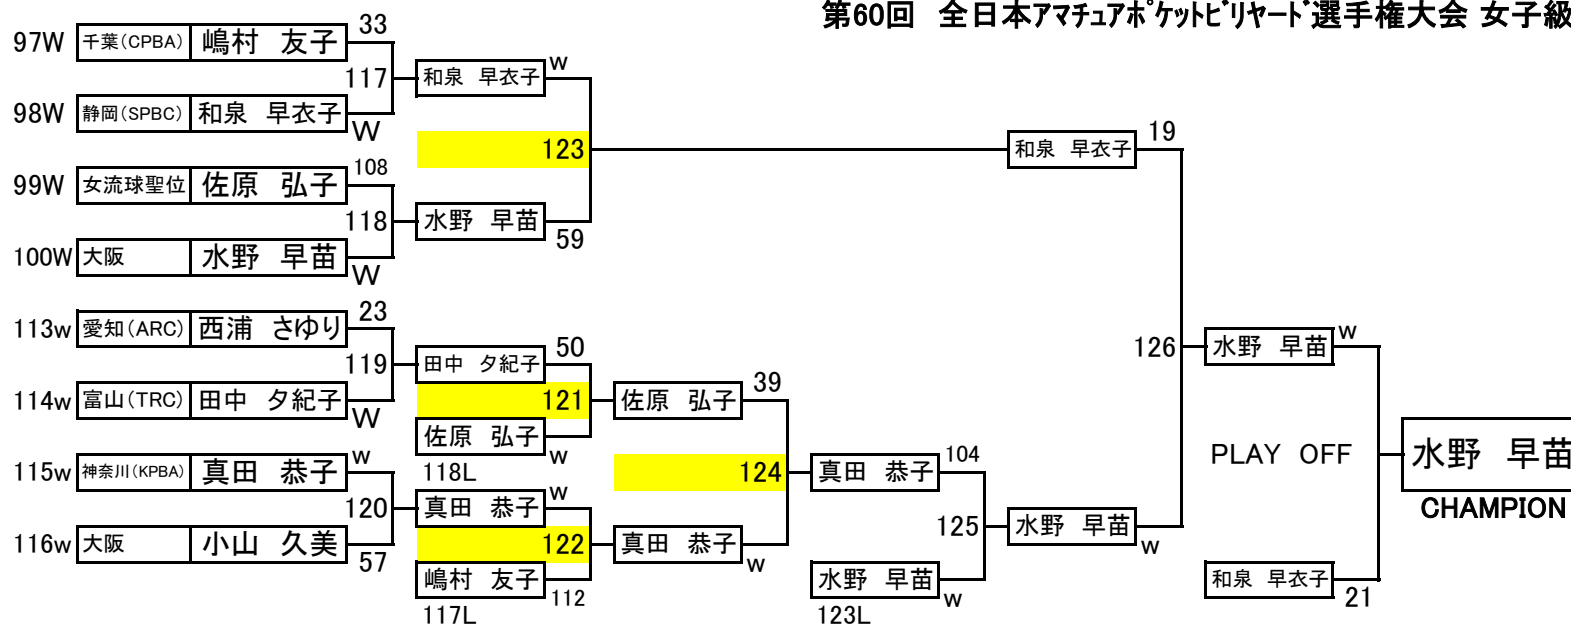 第60回 全日本アマチュアポケットビリヤード選手権大会 女子級
97W 千葉(CPBA) 嶋村 友子 33
117 和泉 早衣子 w
98W 静岡(SPBC) 和泉 早衣子 W
123 和泉 早衣子 19
99W 女流球聖位 佐原 弘子 108
118 水野 早苗 59
100W 大阪 水野 早苗 W
113w 愛知(ARC) 西浦 さゆり 23
126 水野 早苗 w
119 田中 夕紀子 50
114w 富山(TRC) 田中 夕紀子 W
121 佐原 弘子 39
佐原 弘子 w
118L
PLAY OFF 水野 早苗
CHAMPION
115w 神奈川(KPBA) 真田 恭子 w
124 真田 恭子 104
120 真田 恭子 w
125 水野 早苗 w
116w 大阪 小山 久美 57
122 真田 恭子 w
嶋村 友子 112
117L
水野 早苗 w
123L
和泉 早衣子 21